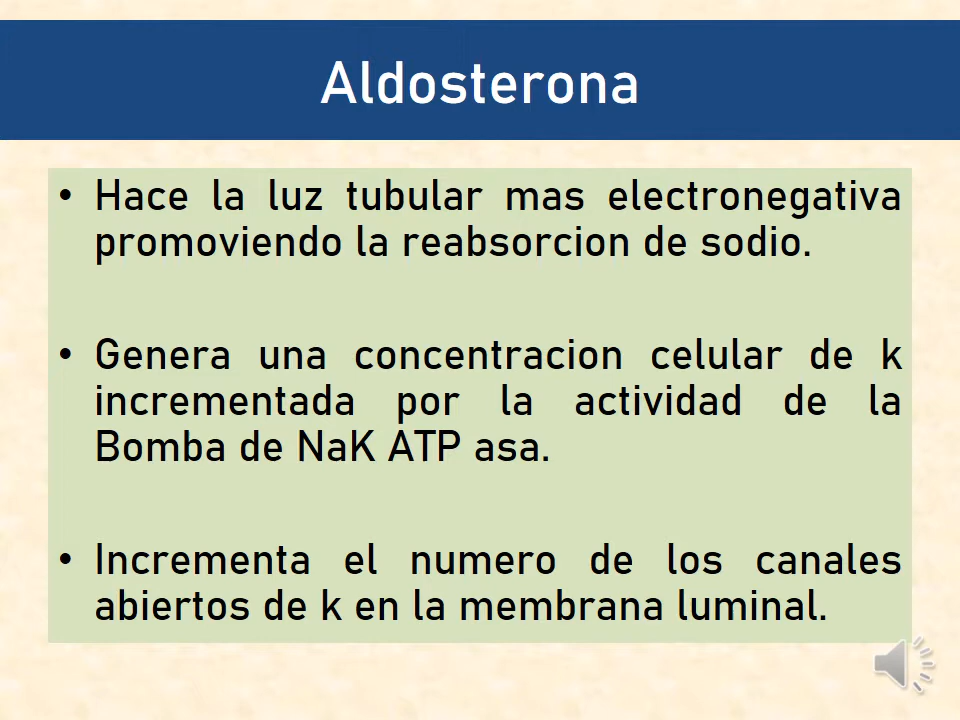 Aldosterona
• Hace la luz tubular mas electronegativa
promoviendo la reabsorcion de sodio.
• Genera una concentracion celular de k
incrementada por la actividad de la
Bomba de NaK ATP asa.
• Incrementa el numero de los canales
abiertos de k en la membrana luminal.